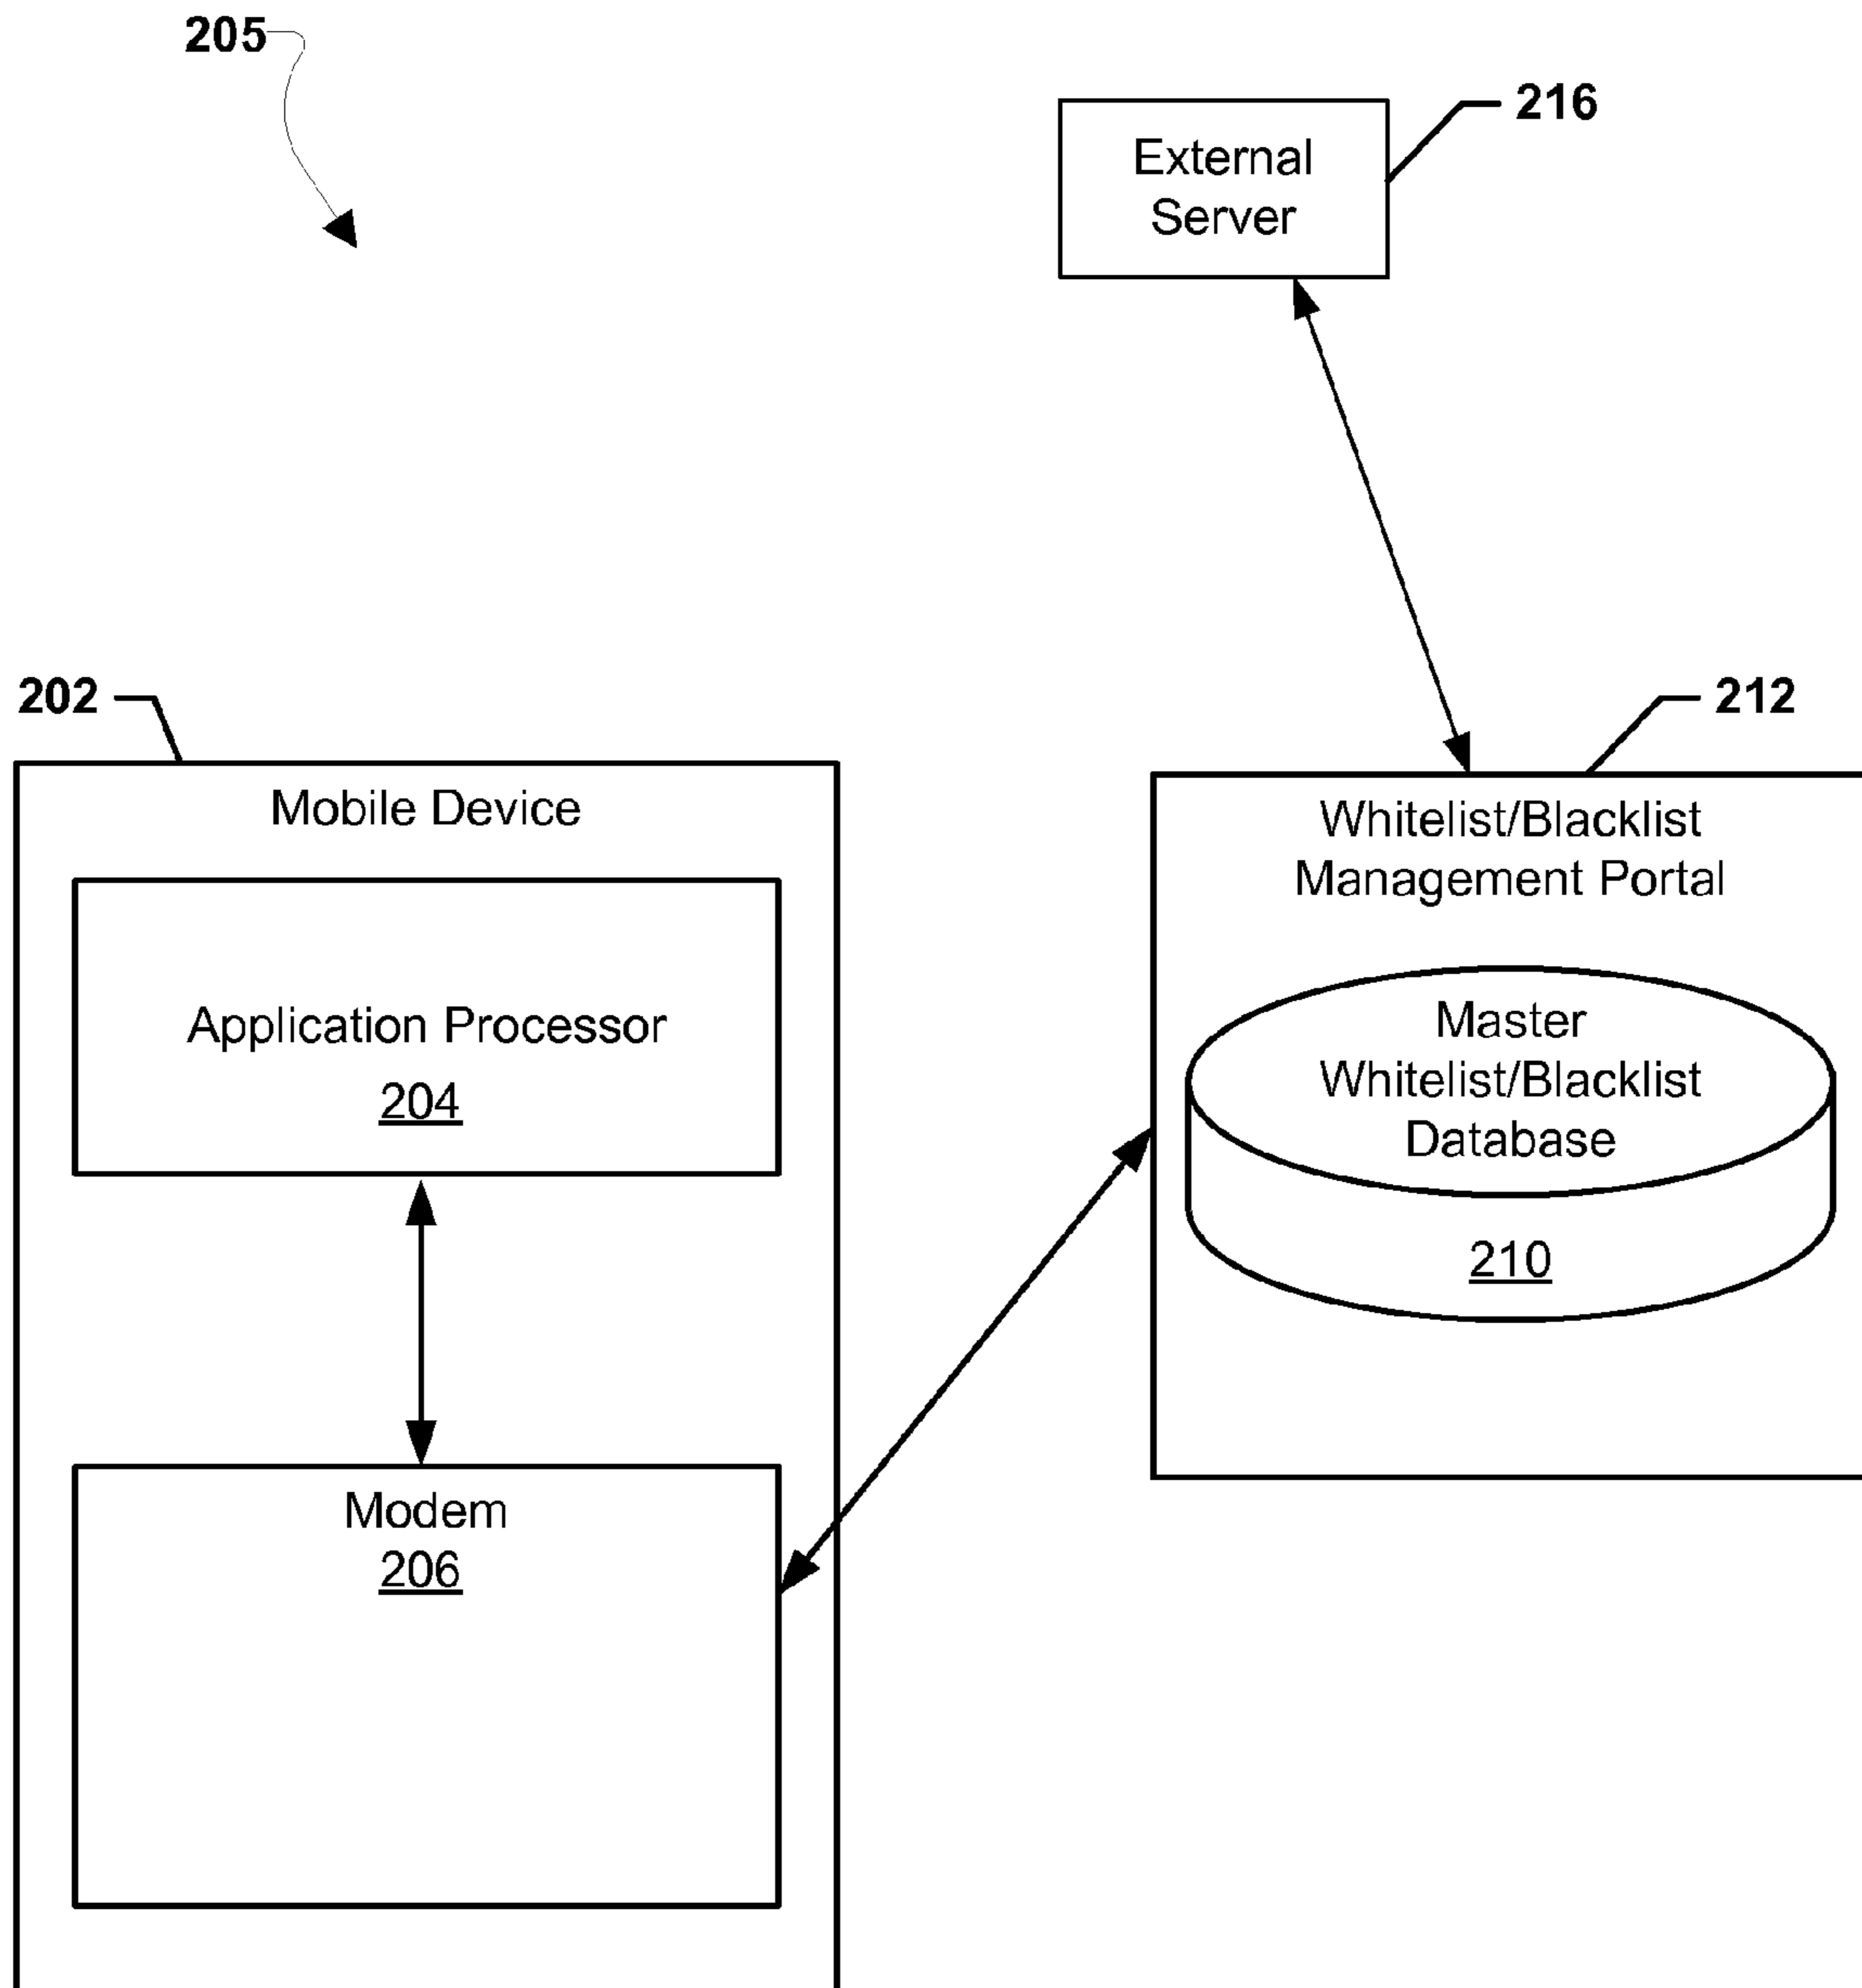 205
216
External
Server
202
212
Mobile Device
Application Processor
204
Modem
206
Whitelist/Blacklist
Management Portal
Master
Whitelist/Blacklist
Database
210